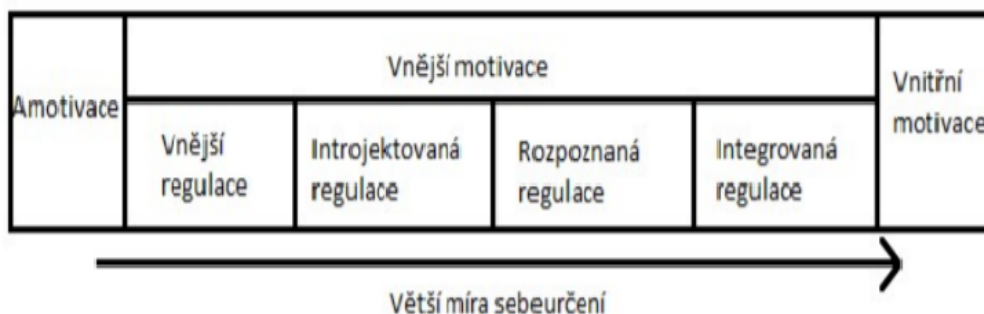 Vnější motivace
Amotivace
Vnější
regulace
Introjektovaná
regulace
Rozpoznaná
regulace
Integrovaná
regulace
Vnitřní
motivace
Větší míra sebeurčení